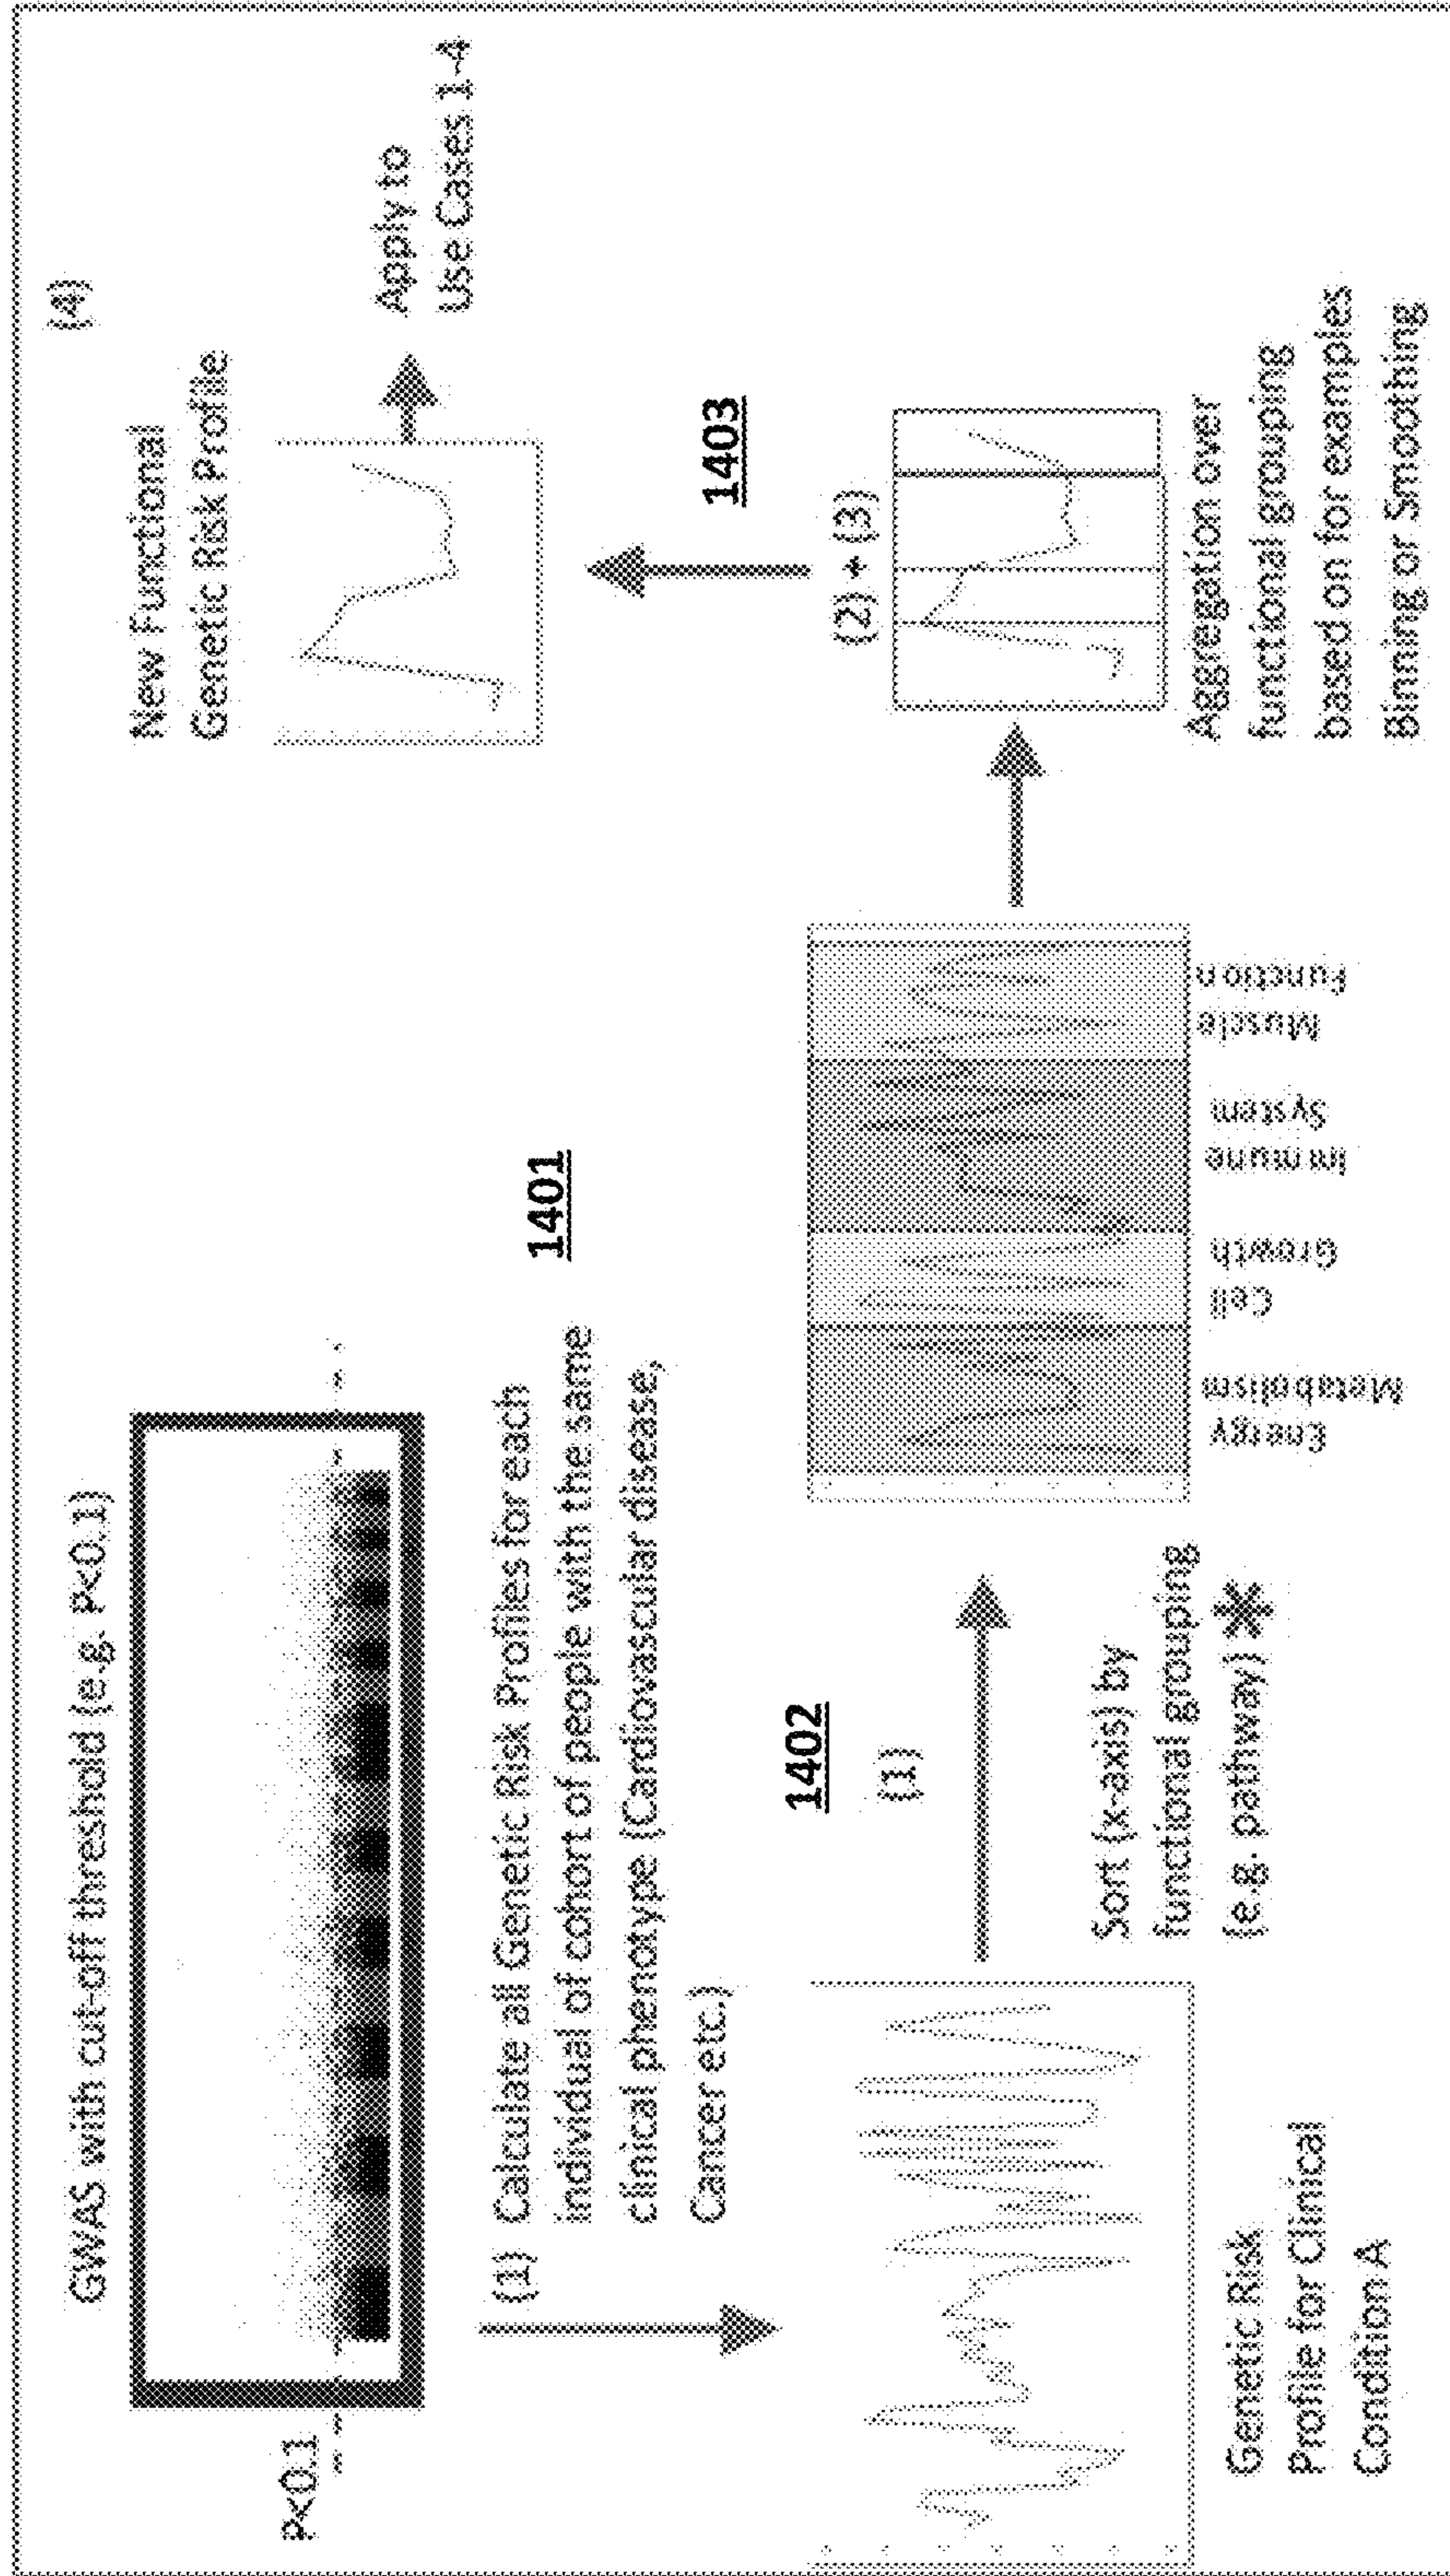 GWAS with cut-off threshold (e.g. P<0.1)
P<0.1
(1) Calculate all Genetic Risk Profiles for each
individual of cohort of people with the same
clinical phenotype (Cardiovascular disease,
Cancer etc.)
1401
Genetic Risk
Profile for Clinical
Condition A
1402
(1)
Sort (x-axis) by
functional grouping
(e.g. pathway) *
Energy
Metabolism
Cell
Growth
Immune
System
Muscle
Function
(2) + (3)
Aggregation over
functional grouping
based on for examples
Binning or Smoothing
1403
New Functional
Genetic Risk Profile
(4)
Apply to
Use Cases 1-4